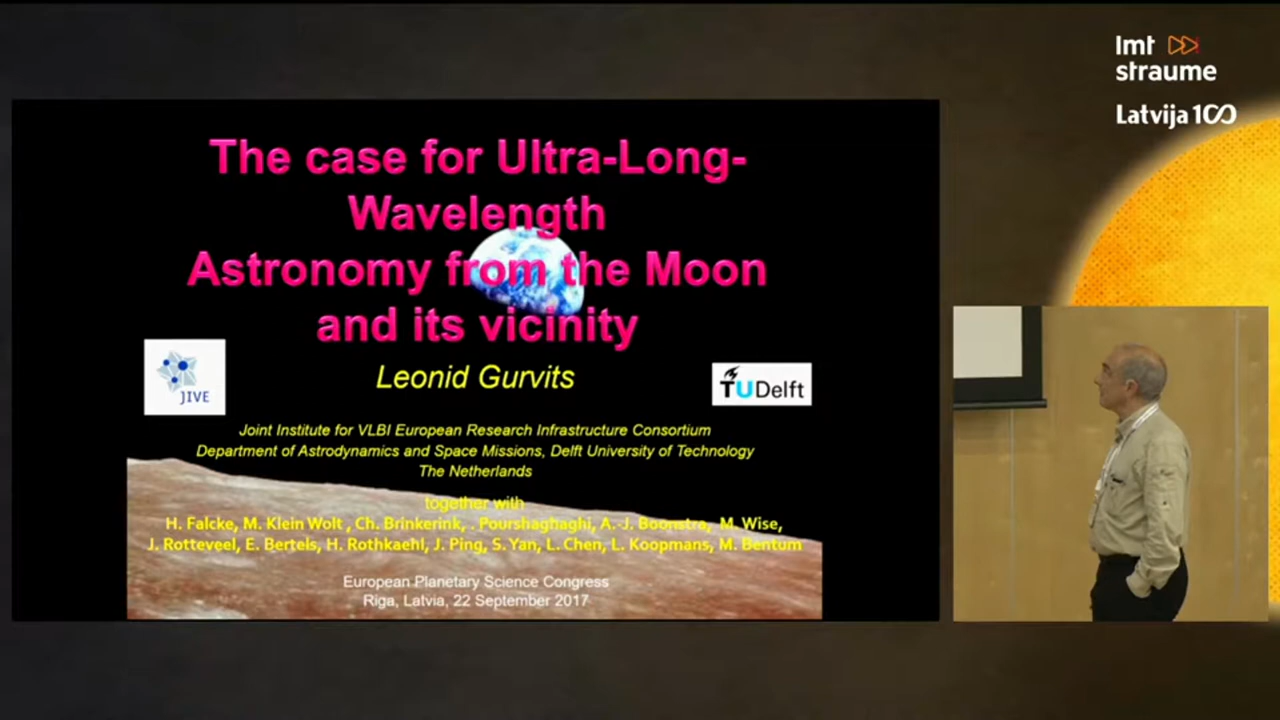 lmt
straume
Latvija 100
The case for Ultra-Long-
Wavelength
Astronomy from the Moon
and its vicinity
JIVE
Leonid Gurvits
TUDelft
Joint Institute for VLBI European Research Infrastructure Consortium
Department of Astrodynamics and Space Missions, Delft University of Technology
The Netherlands
together with
H. Falcke, M. Klein Wolt , Ch. Brinkerink, . Pourshaghaghi, A.-J. Boonstra, M. Wise,
J. Rotteveel, E. Bertels, H. Rothkaehl, J. Ping, S. Yan, L. Chen, L. Koopmans, M. Bentum
European Planetary Science Congress
Riga, Latvia, 22 September 2017